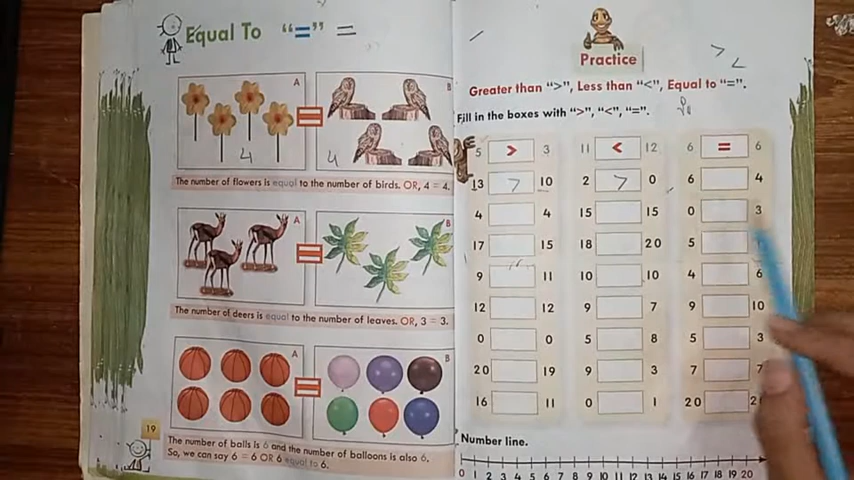 Equal To "=" =
A
B
=
4
4
The number of flowers is equal to the number of birds. OR, 4 = 4.
A
B
=
The number of deers is equal to the number of leaves. OR, 3 = 3.
A
B
=
The number of balls is 6 and the number of balloons is also 6.
So, we can say 6 = 6 OR 6 equal to 6.
19
Practice
> <
Greater than ">", Less than "<", Equal to "=".
Fill in the boxes with ">", "<", "=".
5 > 3 11 < 12 6 = 6
13 > 10 2 > 0 6 4
4 4 15 15 0 3
17 15 18 20 5
9 11 10 10 4 6
12 12 9 7 9 10
0 0 5 8 5 3
20 19 9 3 7 7
16 11 0 1 20
Number line.
0 1 2 3 4 5 6 7 8 9 10 11 12 13 14 15 16 17 18 19 20